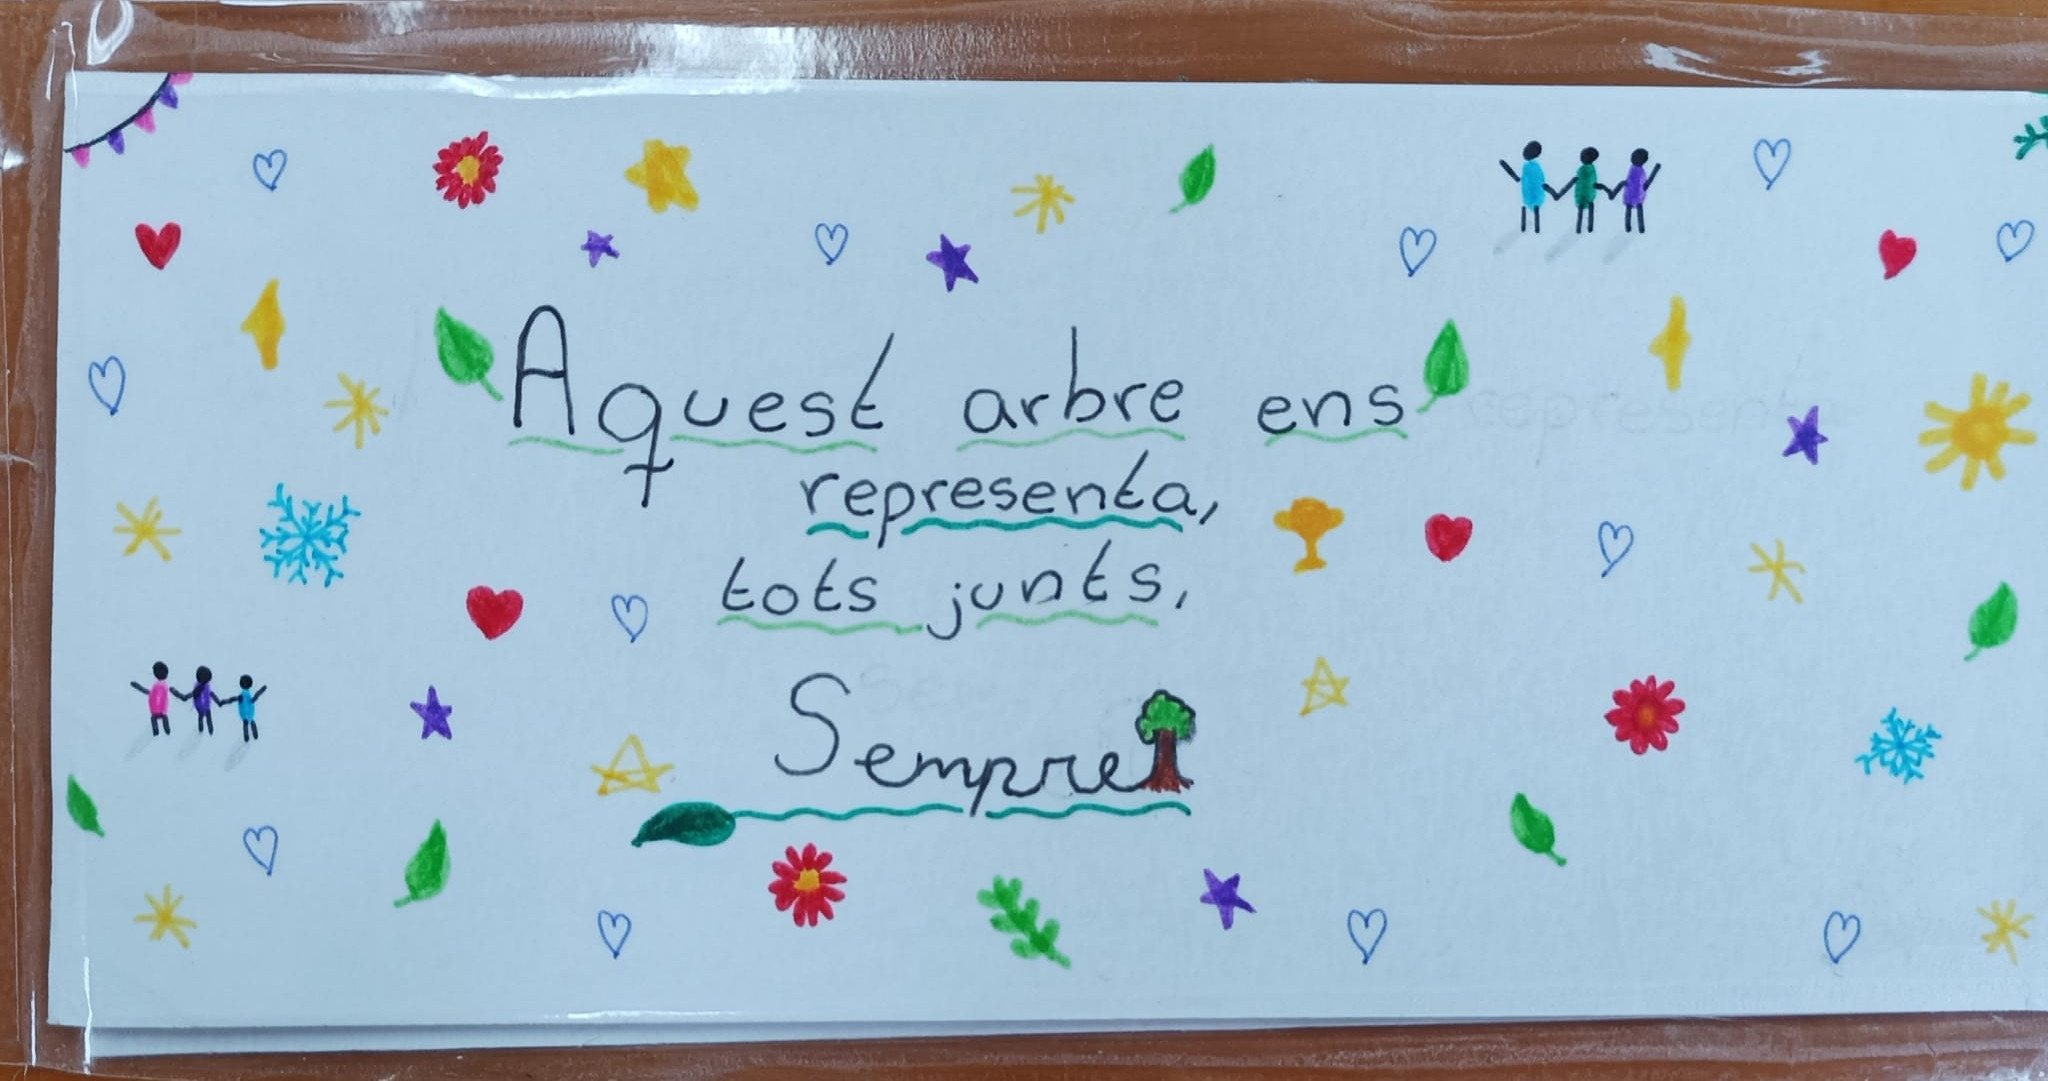 Aquest arbre ens
representa,
tots junts,
Sempre